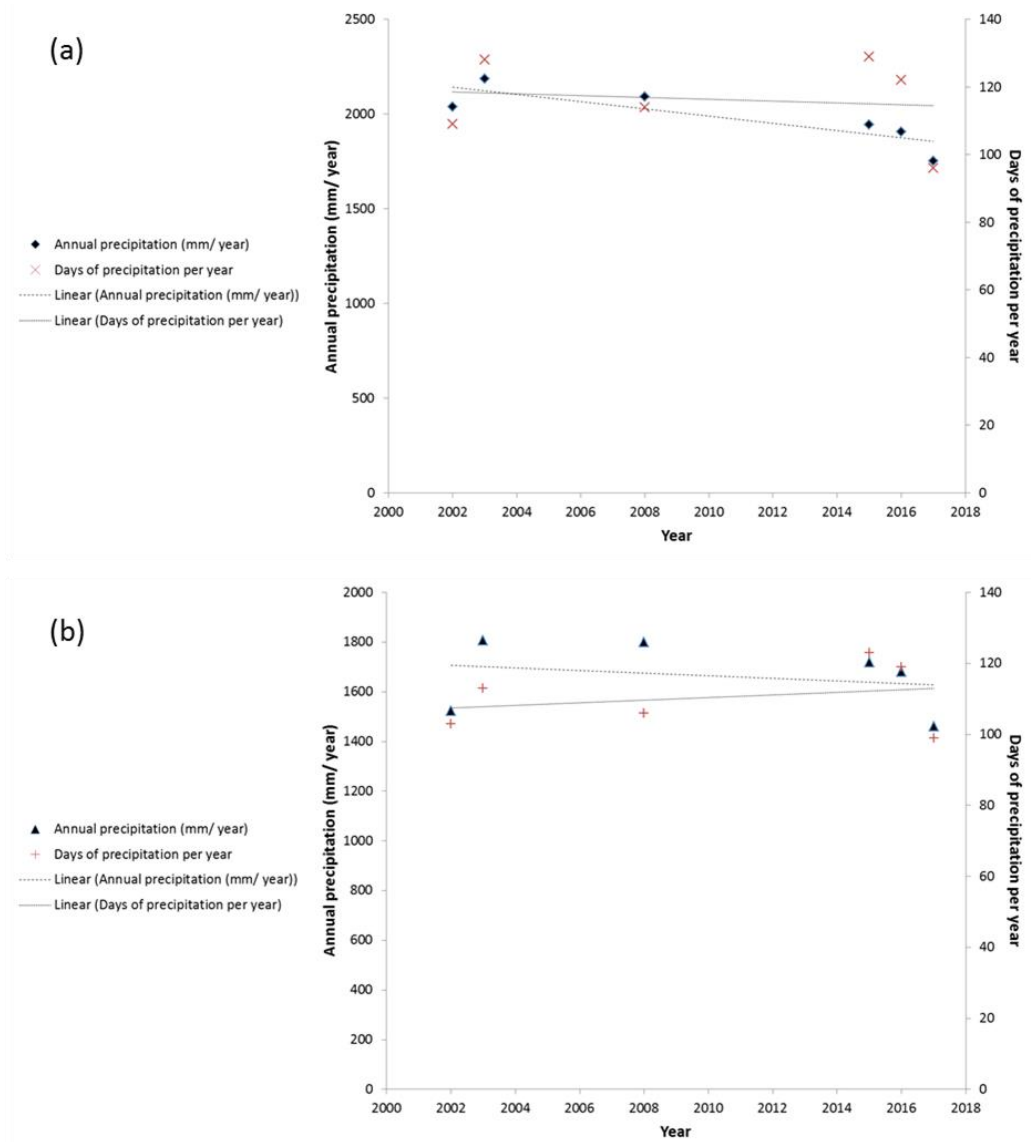 (a)
Annual precipitation (mm/ year)
Days of precipitation per year
Linear (Annual precipitation (mm/ year))
Linear (Days of precipitation per year)
Annual precipitation (mm/ year)
2500
2000
1500
1000
500
0
2000 2002 2004 2006 2008 2010 2012 2014 2016 2018
Year
140
120
100
80
60
40
20
0
Days of precipitation per year
(b)
Annual precipitation (mm/ year)
Days of precipitation per year
Linear (Annual precipitation (mm/ year))
Linear (Days of precipitation per year)
Annual precipitation (mm/ year)
2000
1800
1600
1400
1200
1000
800
600
400
200
0
2000 2002 2004 2006 2008 2010 2012 2014 2016 2018
Year
140
120
100
80
60
40
20
0
Days of precipitation per year